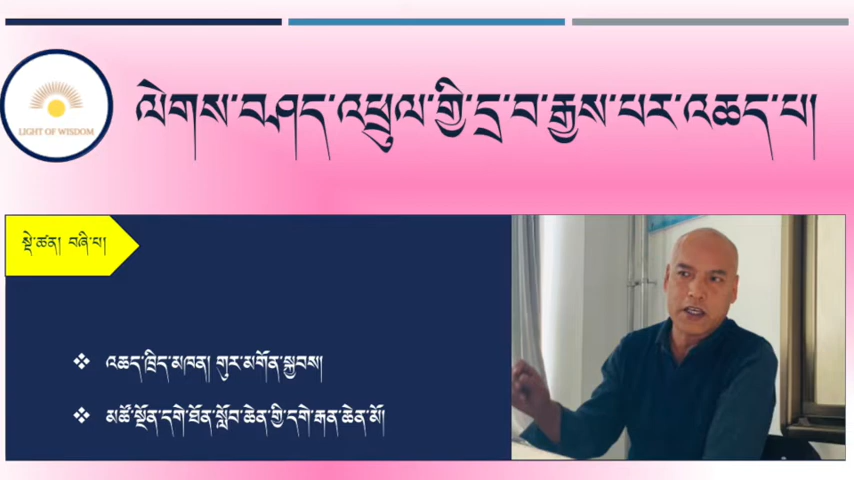 LIGHT OF WISDOM
ལེགས་བཤད་འཕྲུལ་གྱི་དྲ་བ་རྒྱས་པར་འཆད་པ།
སྡེ་ཚན། བཞི་པ།
འཆད་ཁྲིད་མཁན། གུར་མགོན་སྐྱབས།
མཚོ་སྔོན་དགེ་ཐོན་སློབ་ཆེན་གྱི་དགེ་རྒན་ཆེན་མོ།